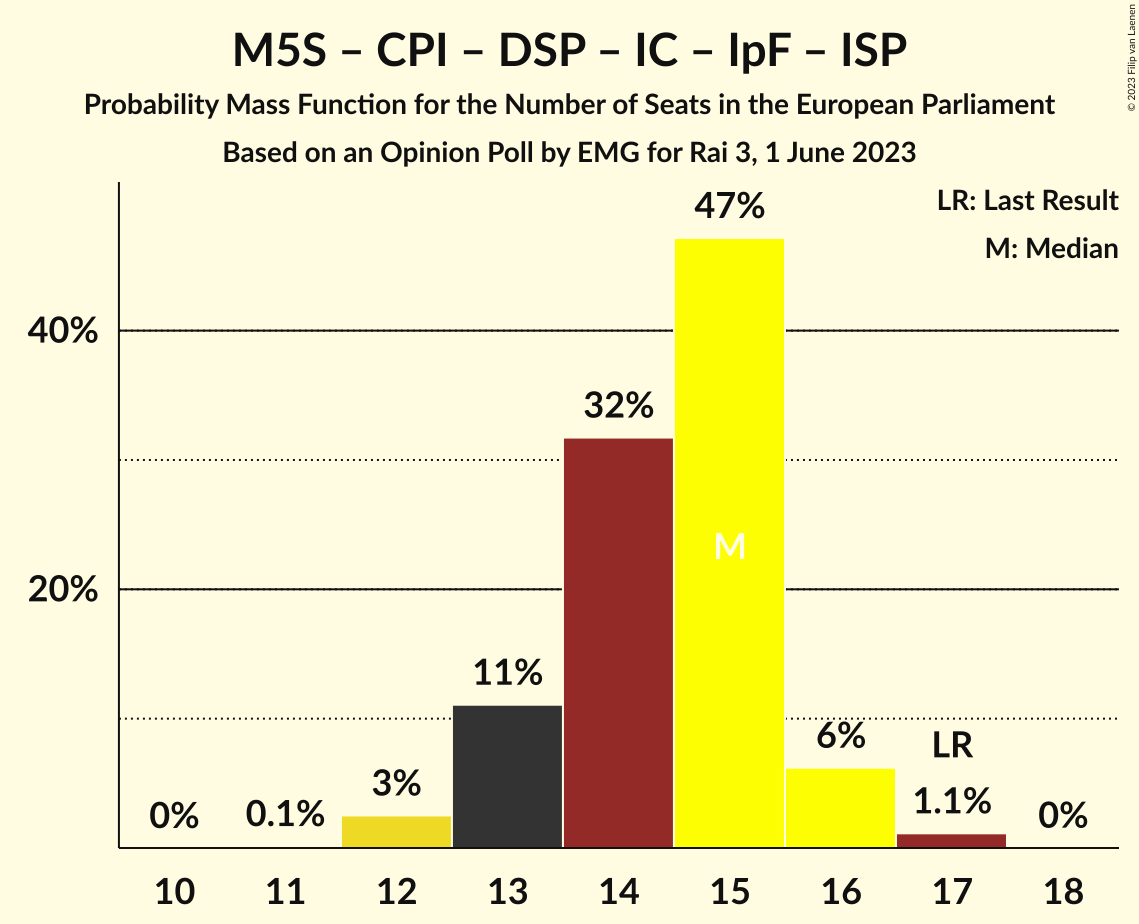 M5S – CPI – DSP – IC – IpF – ISP
Probability Mass Function for the Number of Seats in the European Parliament
Based on an Opinion Poll by EMG for Rai 3, 1 June 2023
© 2023 Filip van Laenen
LR: Last Result
M: Median
47%
40%
32%
M
20%
11%
6%
LR
3%
1.1%
0%
0.1%
0%
10 11 12 13 14 15 16 17 18